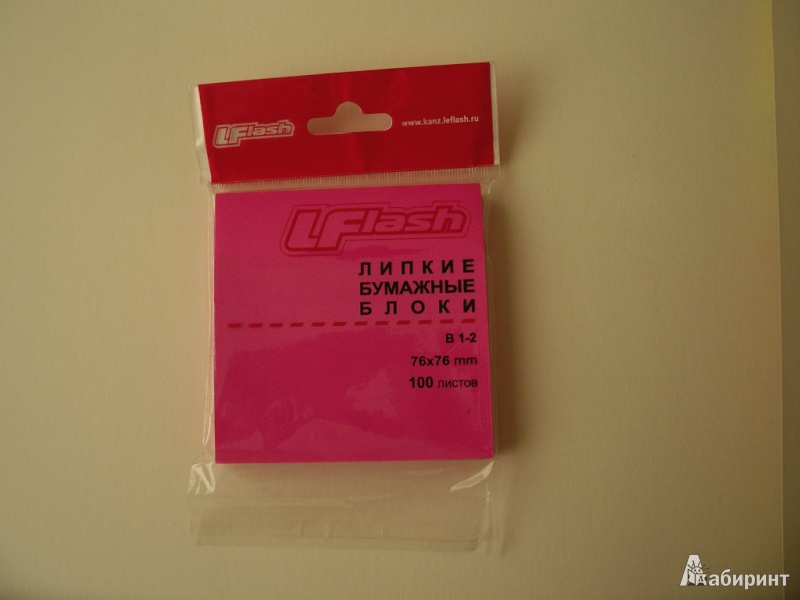 LFlash
www.kanz.leflash.ru
LFlash
ЛИПКИЕ
БУМАЖНЫЕ
БЛОКИ
В 1-2
76x76 mm
100 листов
Лабиринт